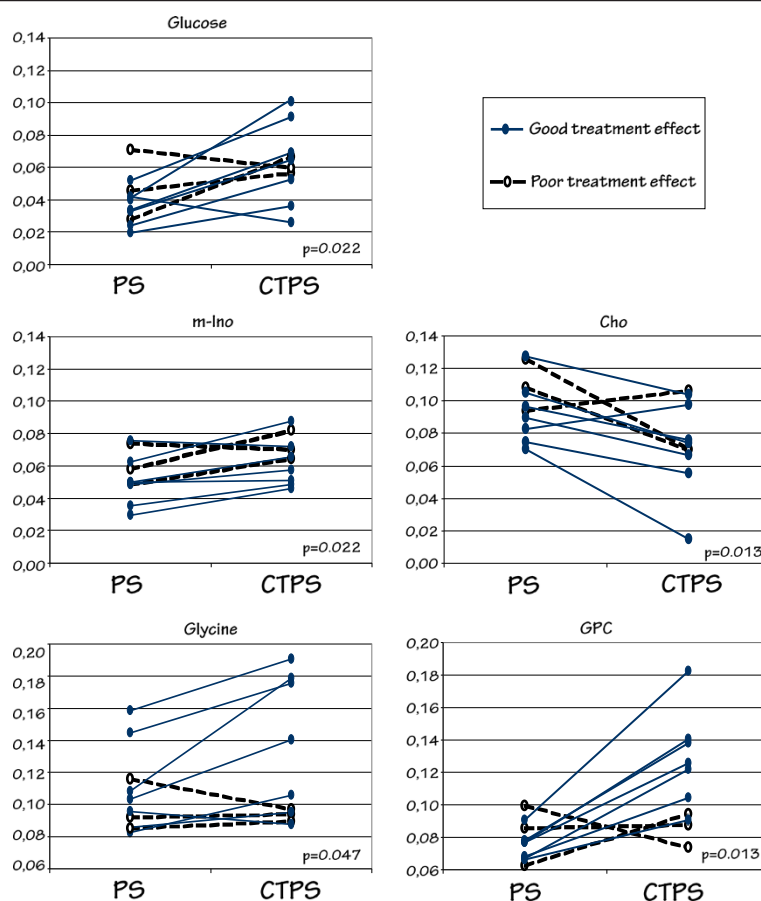 Glucose
0,14
0,12
0,10
0,08
0,06
0,04
0,02
0,00
p=0.022
PS CTPS
Good treatment effect
Poor treatment effect
m-Ino
0,14
0,12
0,10
0,08
0,06
0,04
0,02
0,00
p=0.022
PS CTPS
Cho
0,14
0,12
0,10
0,08
0,06
0,04
0,02
0,00
p=0.013
PS CTPS
Glycine
0,20
0,18
0,16
0,14
0,12
0,10
0,08
0,06
p=0.047
PS CTPS
GPC
0,20
0,18
0,16
0,14
0,12
0,10
0,08
0,06
p=0.013
PS CTPS